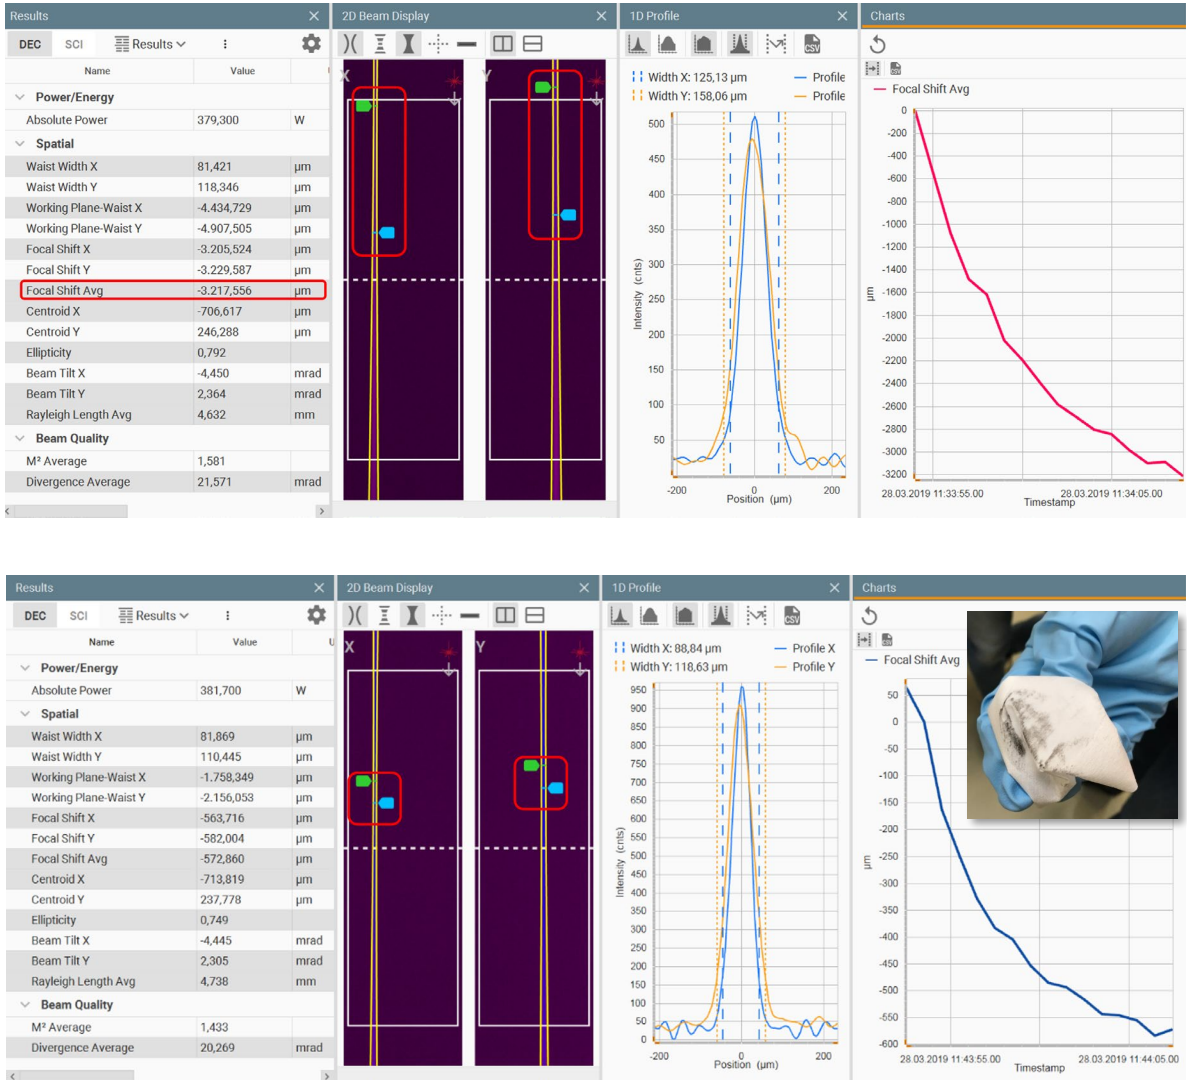 Results
DEC SCI Results
Name Value
Power/Energy
Absolute Power 379,300 W
Spatial
Waist Width X 81,421 µm
Waist Width Y 118,346 µm
Working Plane-Waist X -4.434,729 µm
Working Plane-Waist Y -4.907,505 µm
Focal Shift X -3.205,524 µm
Focal Shift Y -3.229,587 µm
Focal Shift Avg -3.217,556 µm
Centroid X -706,617 µm
Centroid Y 246,288 µm
Ellipticity 0,792
Beam Tilt X -4,450 mrad
Beam Tilt Y 2,364 mrad
Rayleigh Length Avg 4,632 mm
Beam Quality
M² Average 1,581
Divergence Average 21,571 mrad
2D Beam Display
X
Y
1D Profile
CSV
Width X: 125,13 µm Profile
Width Y: 158,06 µm Profile
500
450
400
350
300
250
200
150
100
50
Intensity (cnts)
-200 0 200
Position (µm)
Charts
Focal Shift Avg
0
-200
-400
-600
-800
-1000
-1200
-1400
-1600
-1800
-2000
-2200
-2400
-2600
-2800
-3000
-3200
µm
28.03.2019 11:33:55.00 28.03.2019 11:34:05.00
Timestamp
Results
DEC SCI Results
Name Value U
Power/Energy
Absolute Power 381,700 W
Spatial
Waist Width X 81,869 µm
Waist Width Y 110,445 µm
Working Plane-Waist X -1.758,349 µm
Working Plane-Waist Y -2.156,053 µm
Focal Shift X -563,716 µm
Focal Shift Y -582,004 µm
Focal Shift Avg -572,860 µm
Centroid X -713,819 µm
Centroid Y 237,778 µm
Ellipticity 0,749
Beam Tilt X -4,445 mrad
Beam Tilt Y 2,305 mrad
Rayleigh Length Avg 4,738 mm
Beam Quality
M² Average 1,433
Divergence Average 20,269 mrad
2D Beam Display
X
Y
1D Profile
CSV
Width X: 88,84 µm Profile X
Width Y: 118,63 µm Profile Y
950
900
850
800
750
700
650
600
550
500
450
400
350
300
250
200
150
100
50
0
Intensity (cnts)
-200 0 200
Position (µm)
Charts
Focal Shift Avg
50
0
-50
-100
-150
-200
-250
-300
-350
-400
-450
-500
-550
-600
µm
28.03.2019 11:43:55.00 28.03.2019 11:44:05.00
Timestamp